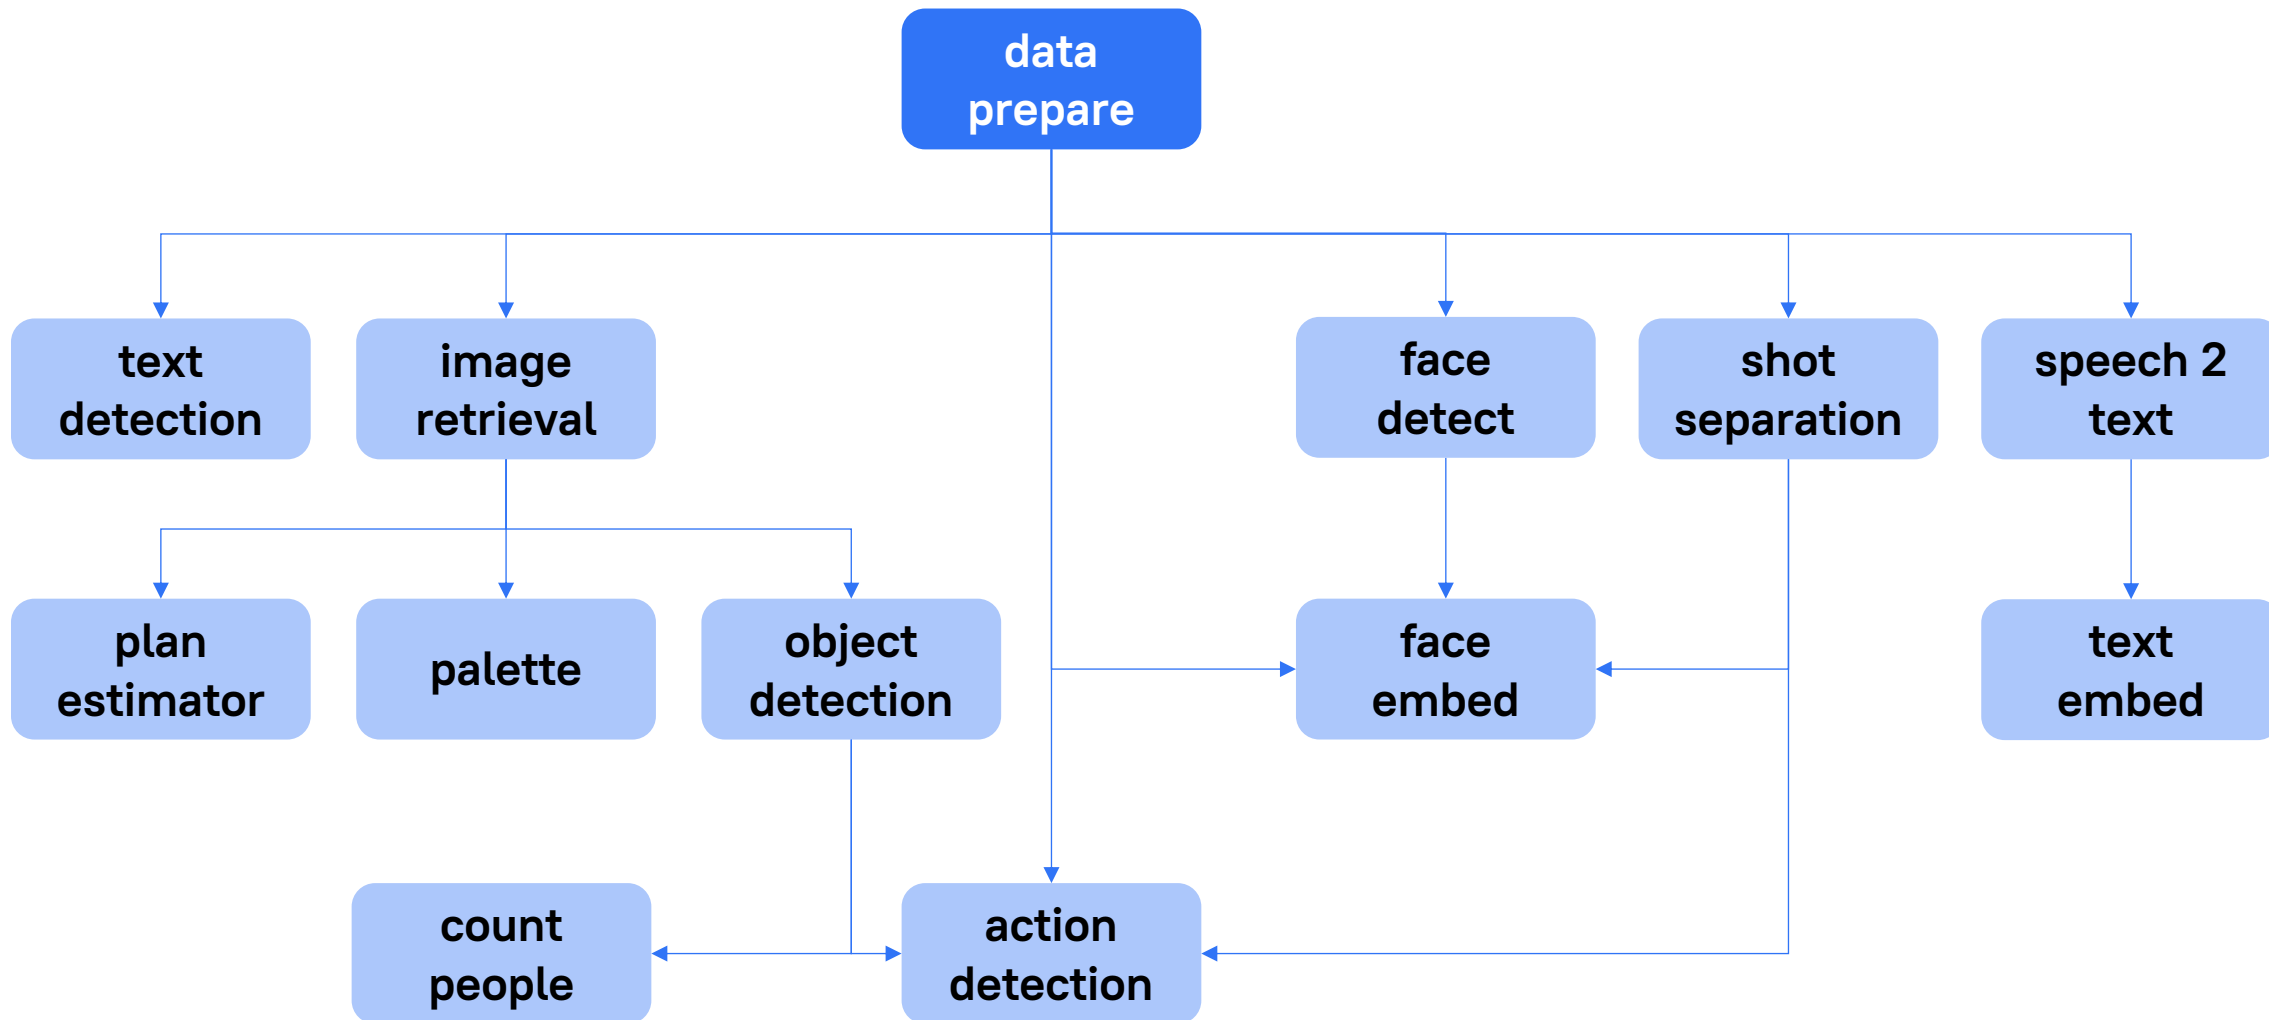 data
prepare
text
detection
image
retrieval
face
detect
shot
separation
speech 2
text
plan
estimator
palette
object
detection
face
embed
text
embed
count
people
action
detection